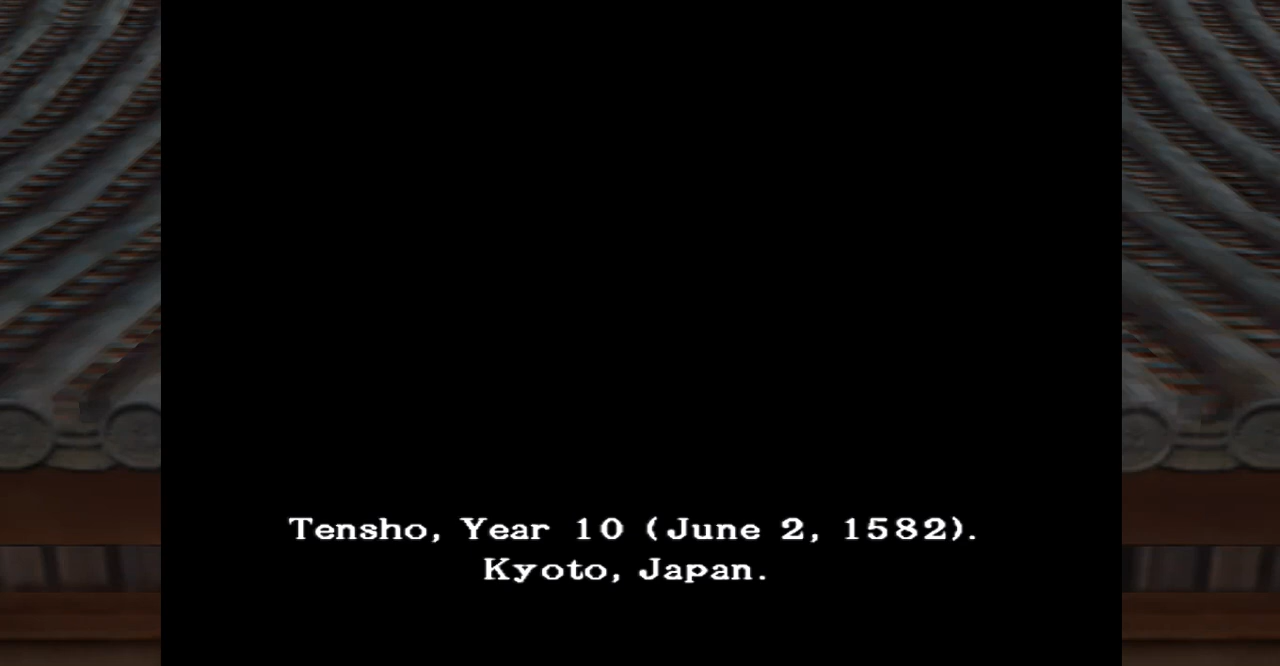 Tensho, Year 10 (June 2, 1582).
Kyoto, Japan.